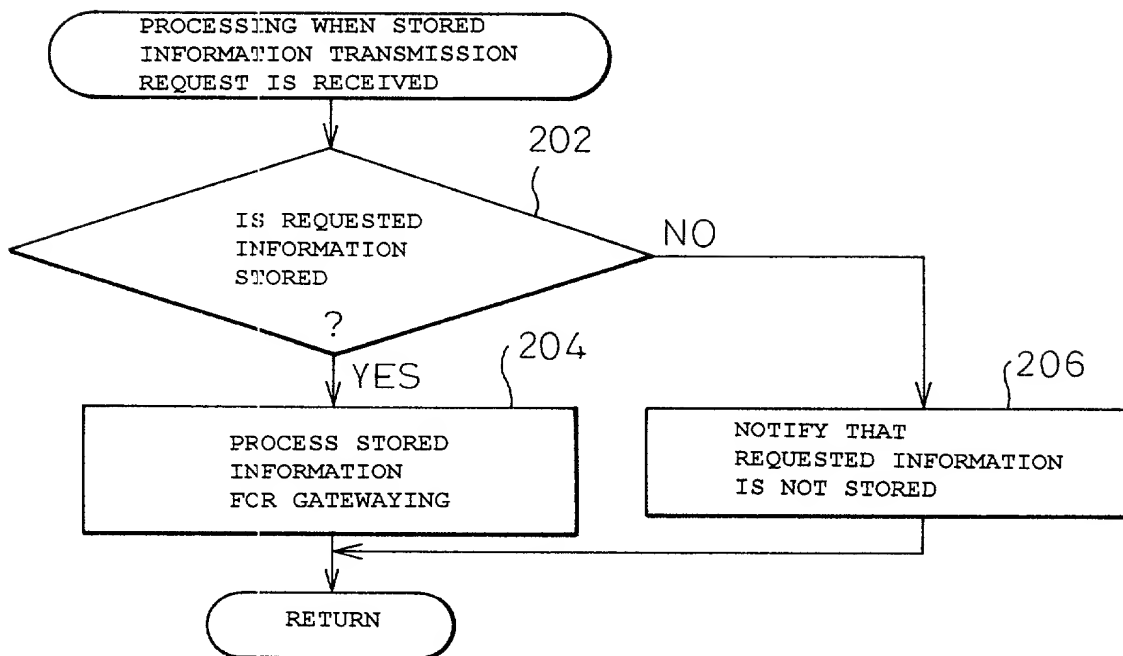 PROCESSING WHEN STORED
INFORMATION TRANSMISSION
REQUEST IS RECEIVED
202
IS REQUESTED
INFORMATION
STORED
?
NO
YES
204
PROCESS STORED
INFORMATION
FOR GATEWAYING
206
NOTIFY THAT
REQUESTED INFORMATION
IS NOT STORED
RETURN